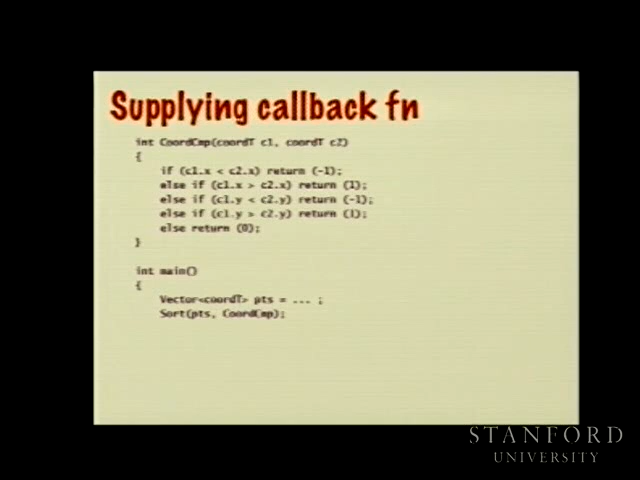 Supplying callback fn
int CoordCmp(coordT c1, coordT c2)
{
if (c1.x < c2.x) return (-1);
else if (c1.x > c2.x) return (1);
else if (c1.y < c2.y) return (-1);
else if (c1.y > c2.y) return (1);
else return (0);
}
int main()
{
Vector<coordT> pts = ... ;
Sort(pts, CoordCmp);
STANFORD
UNIVERSITY